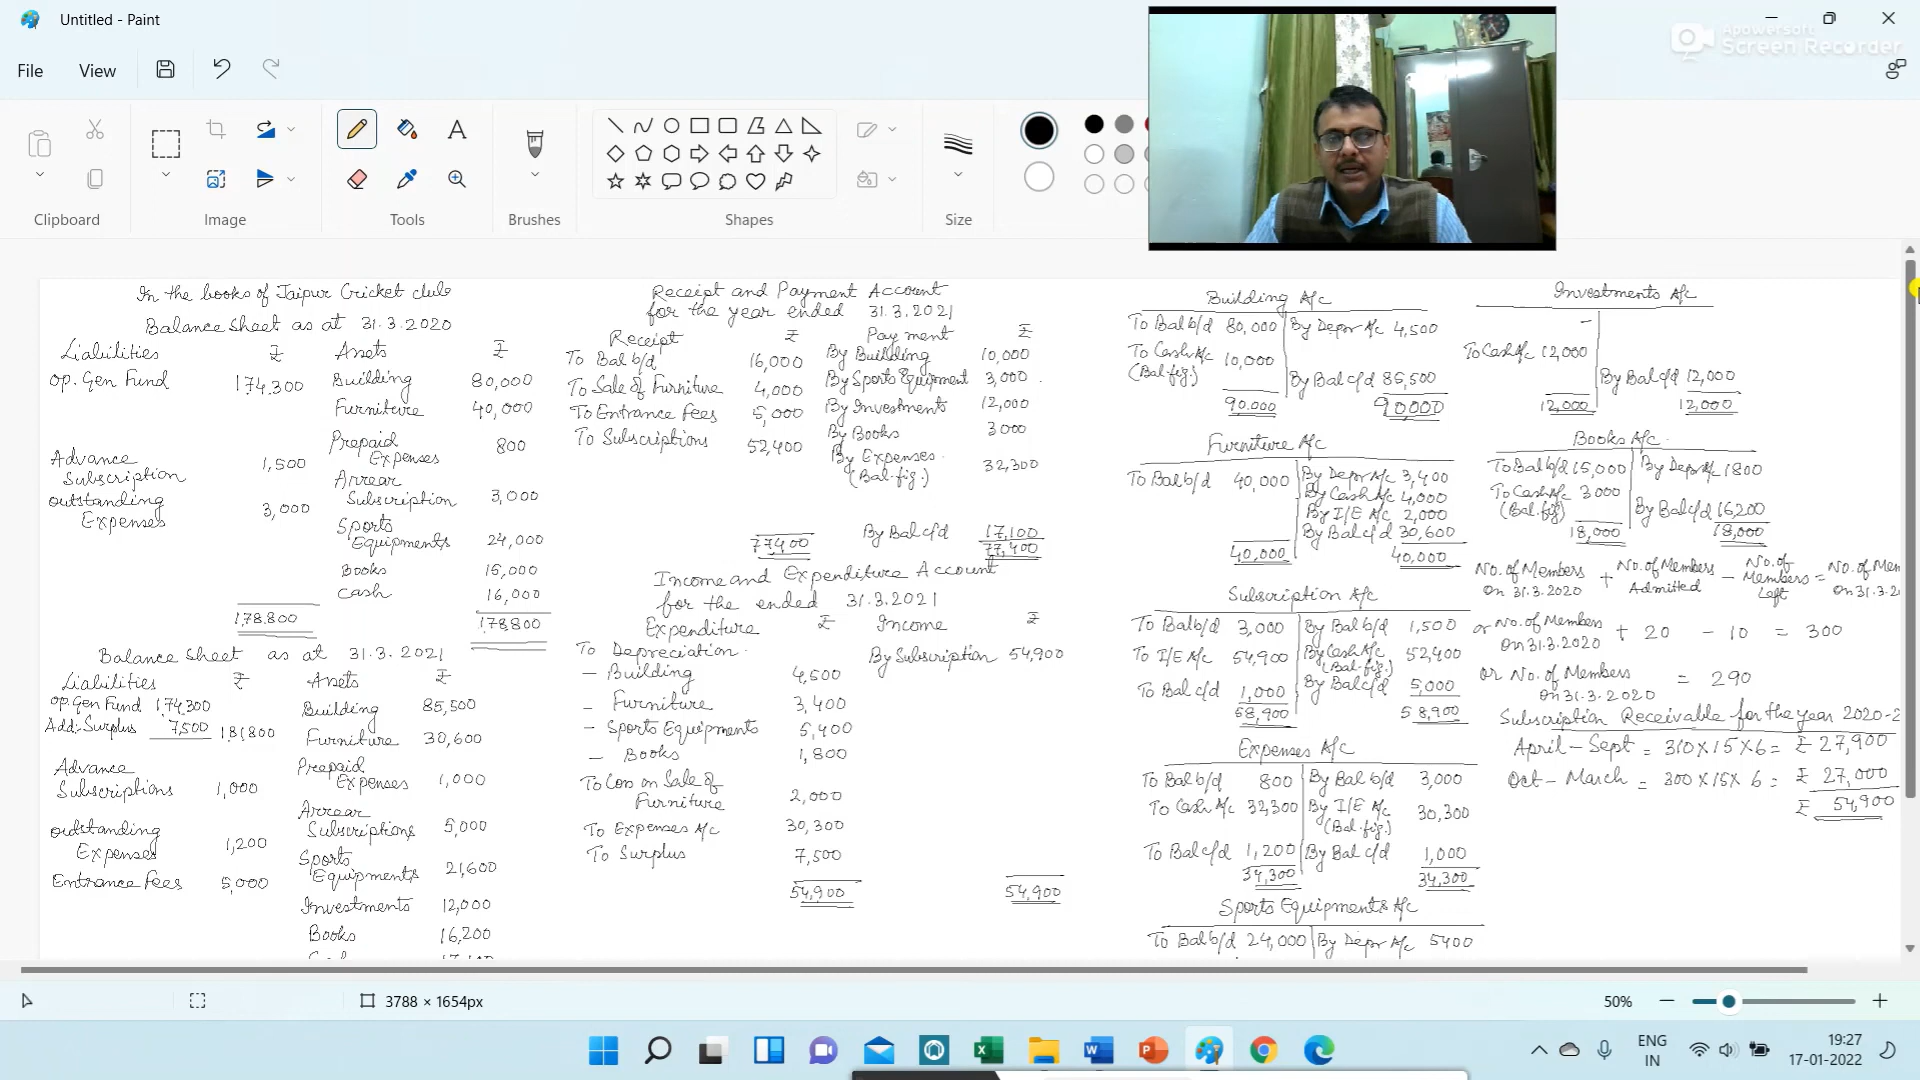 Untitled - Paint
Apowersoft
Screen Recorder
File View
Clipboard Image Tools Brushes Shapes Size
In the books of Jaipur Cricket club
Balance Sheet as at 31.3.2020
Liabilities ₹ Assets ₹
Op. Gen Fund 174,300 Building 80,000
Furniture 40,000
Prepaid Expenses 800
Advance Subscription 1,500 Arrear Subscription 3,000
Outstanding Expenses 3,000 Sports Equipments 24,000
Books 15,000
Cash 16,000
178,800 178,800
Balance Sheet as at 31.3.2021
Liabilities ₹ Assets ₹
Op. Gen Fund 174,300 Building 85,500
Add:- Surplus 7,500 181,800 Furniture 30,600
Prepaid Expenses 1,000
Advance Subscriptions 1,000 Arrear Subscriptions 5,000
Outstanding Expenses 1,200 Sports Equipments 21,600
Entrance Fees 5,000 Investments 12,000
Books 16,200
Receipt and Payment Account
for the year ended 31.3.2021
Receipt ₹ Payment ₹
To Bal b/d 16,000 By Building 10,000
To Sale of Furniture 4,000 By Sports Equipment 3,000
To Entrance Fees 5,000 By Investments 12,000
To Subscriptions 52,400 By Books 3000
By Expenses (Bal. fig.) 32,300
By Bal c/d 17,100
77400 77,400
Income and Expenditure Account
for the ended 31.3.2021
Expenditure ₹ Income ₹
To Depreciation By Subscription 54,900
- Building 4,500
- Furniture 3,400
- Sports Equipments 5,400
- Books 1,800
To Loss on Sale of Furniture 2,000
To Expenses A/c 30,300
To Surplus 7,500
54,900 54,900
Building A/c
To Bal b/d 80,000 By Depr A/c 4,500
To Cash A/c (Bal. fig.) 10,000
By Bal c/d 85,500
90,000 90,000
Furniture A/c
To Bal b/d 40,000 By Depr A/c 3,400
By Cash A/c 4,000
By I/E A/c 2,000
By Bal c/d 30,600
40,000 40,000
Subscription A/c
To Bal b/d 3,000 By Bal b/d 1,500
To I/E A/c 54,900 By Cash A/c (Bal. fig.) 52,400
To Bal c/d 1,000 By Bal c/d 5,000
58,900 58,900
Expenses A/c
To Bal b/d 800 By Bal b/d 3,000
To Cash A/c 32,300 By I/E A/c (Bal. fig.) 30,300
To Bal c/d 1,200 By Bal c/d 1,000
34,300 34,300
Sports Equipments A/c
To Bal b/d 24,000 By Depr A/c 5400
Investments A/c
-
To Cash A/c 12,000
By Bal c/d 12,000
12,000 12,000
Books A/c
To Bal b/d 15,000 By Depr A/c 1800
To Cash A/c (Bal. fig) 3000
By Bal c/d 16,200
18,000 18,000
No. of Members On 31.3.2020 + No. of Members Admitted - No. of Members Left = No. of Mem On 31.3.2
or No. of Members On 31.3.2020 + 20 - 10 = 300
or No. of Members On 31.3.2020 = 290
Subscription Receivable for the year 2020-2
April - Sept = 310×15×6 = ₹ 27,900
Oct - March = 300×15×6 = ₹ 27,000
₹ 54,900
3788 × 1654px
50%
ENG
IN
19:27
17-01-2022